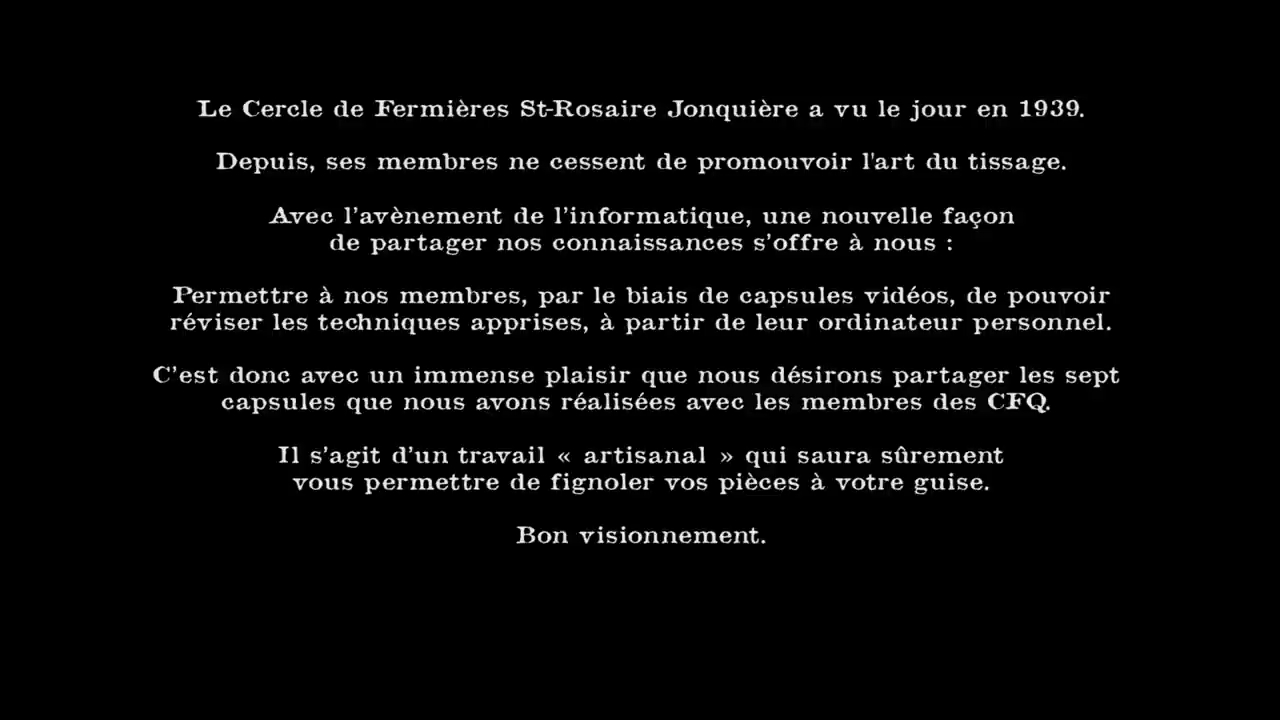 Le Cercle de Fermières St-Rosaire Jonquière a vu le jour en 1939.
Depuis, ses membres ne cessent de promouvoir l'art du tissage.
Avec l’avènement de l’informatique, une nouvelle façon
de partager nos connaissances s’offre à nous :
Permettre à nos membres, par le biais de capsules vidéos, de pouvoir
réviser les techniques apprises, à partir de leur ordinateur personnel.
C’est donc avec un immense plaisir que nous désirons partager les sept
capsules que nous avons réalisées avec les membres des CFQ.
Il s’agit d’un travail « artisanal » qui saura sûrement
vous permettre de fignoler vos pièces à votre guise.
Bon visionnement.